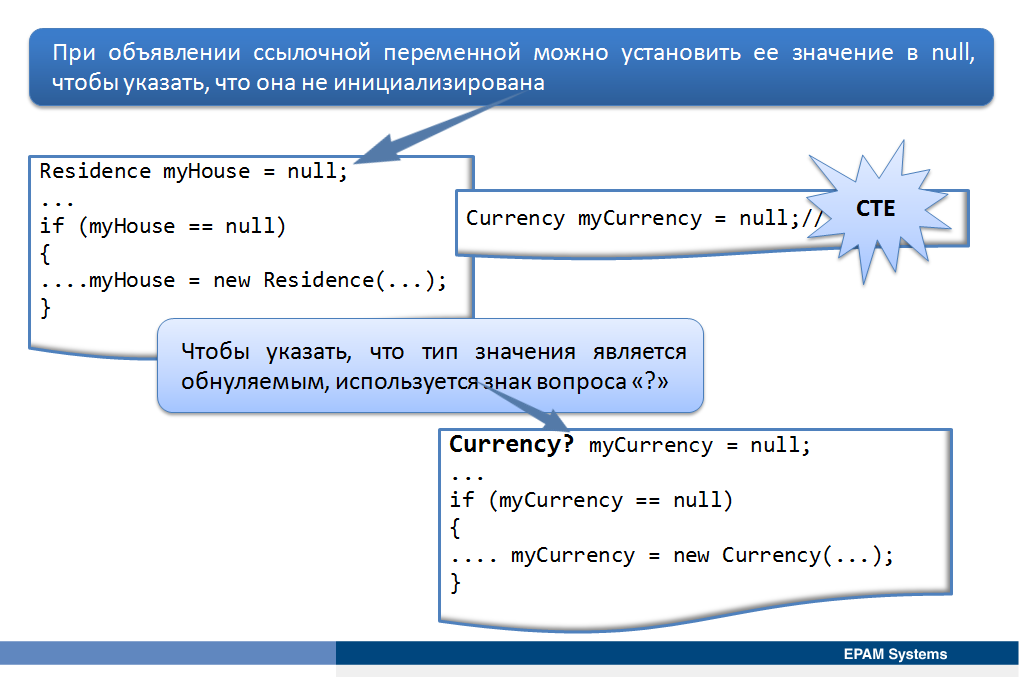 При объявлении ссылочной переменной можно установить ее значение в null,
чтобы указать, что она не инициализирована
Residence myHouse = null;
...
if (myHouse == null)
{
....myHouse = new Residence(...);
}
Currency myCurrency = null;//
CTE
Чтобы указать, что тип значения является
обнуляемым, используется знак вопроса «?»
Currency? myCurrency = null;
...
if (myCurrency == null)
{
.... myCurrency = new Currency(...);
}
EPAM Systems